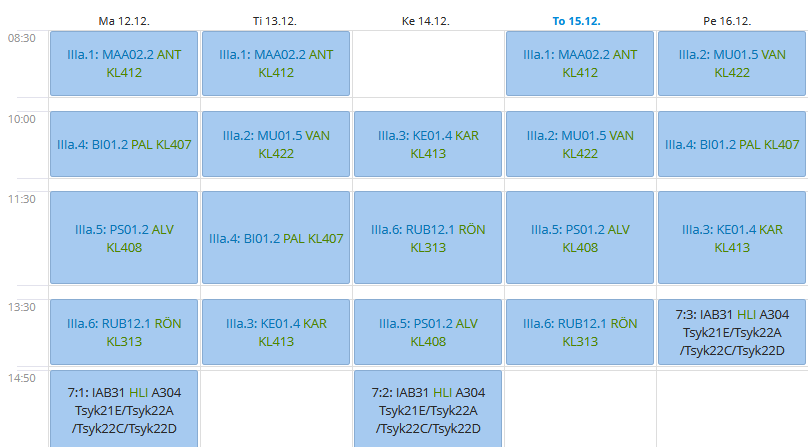 Ma 12.12. Ti 13.12. Ke 14.12. To 15.12. Pe 16.12.
08:30
IIIa.1: MAA02.2 ANT
KL412
IIIa.1: MAA02.2 ANT
KL412
IIIa.1: MAA02.2 ANT
KL412
IIIa.2: MU01.5 VAN
KL422
10:00
IIIa.4: BI01.2 PAL KL407
IIIa.2: MU01.5 VAN
KL422
IIIa.3: KE01.4 KAR
KL413
IIIa.2: MU01.5 VAN
KL422
IIIa.4: BI01.2 PAL KL407
11:30
IIIa.5: PS01.2 ALV
KL408
IIIa.4: BI01.2 PAL KL407
IIIa.6: RUB12.1 RÖN
KL313
IIIa.5: PS01.2 ALV
KL408
IIIa.3: KE01.4 KAR
KL413
13:30
IIIa.6: RUB12.1 RÖN
KL313
IIIa.3: KE01.4 KAR
KL413
IIIa.5: PS01.2 ALV
KL408
IIIa.6: RUB12.1 RÖN
KL313
7:3: IAB31 HLI A304
Tsyk21E/Tsyk22A
/Tsyk22C/Tsyk22D
14:50
7:1: IAB31 HLI A304
Tsyk21E/Tsyk22A
/Tsyk22C/Tsyk22D
7:2: IAB31 HLI A304
Tsyk21E/Tsyk22A
/Tsyk22C/Tsyk22D